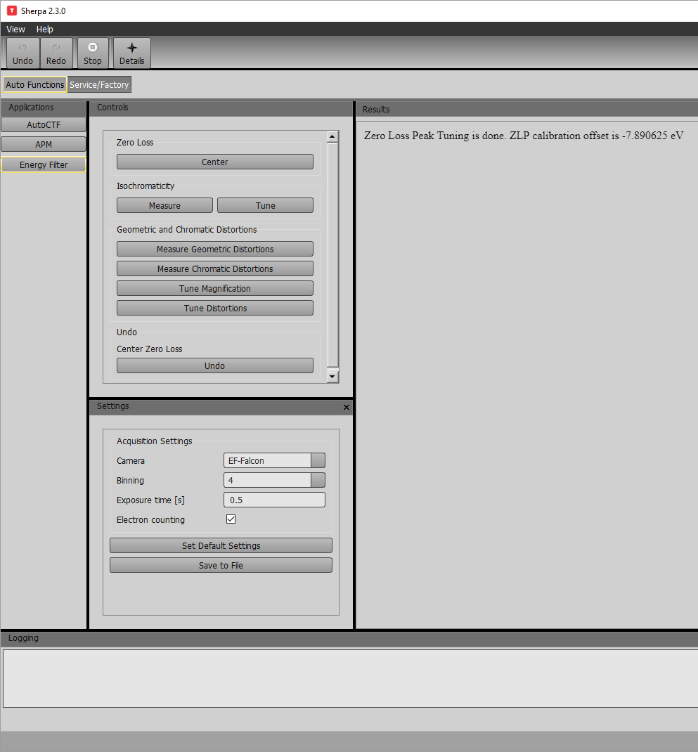 Sherpa 2.3.0
View Help
Undo Redo Stop Details
Auto Functions Service/Factory
Applications
AutoCTF
APM
Energy Filter
Controls
Zero Loss
Center
Isochromaticity
Measure Tune
Geometric and Chromatic Distortions
Measure Geometric Distortions
Measure Chromatic Distortions
Tune Magnification
Tune Distortions
Undo
Center Zero Loss
Undo
Settings
Acquisition Settings
Camera EF-Falcon
Binning 4
Exposure time [s] 0.5
Electron counting
Set Default Settings
Save to File
Results
Zero Loss Peak Tuning is done. ZLP calibration offset is -7.890625 eV
Logging